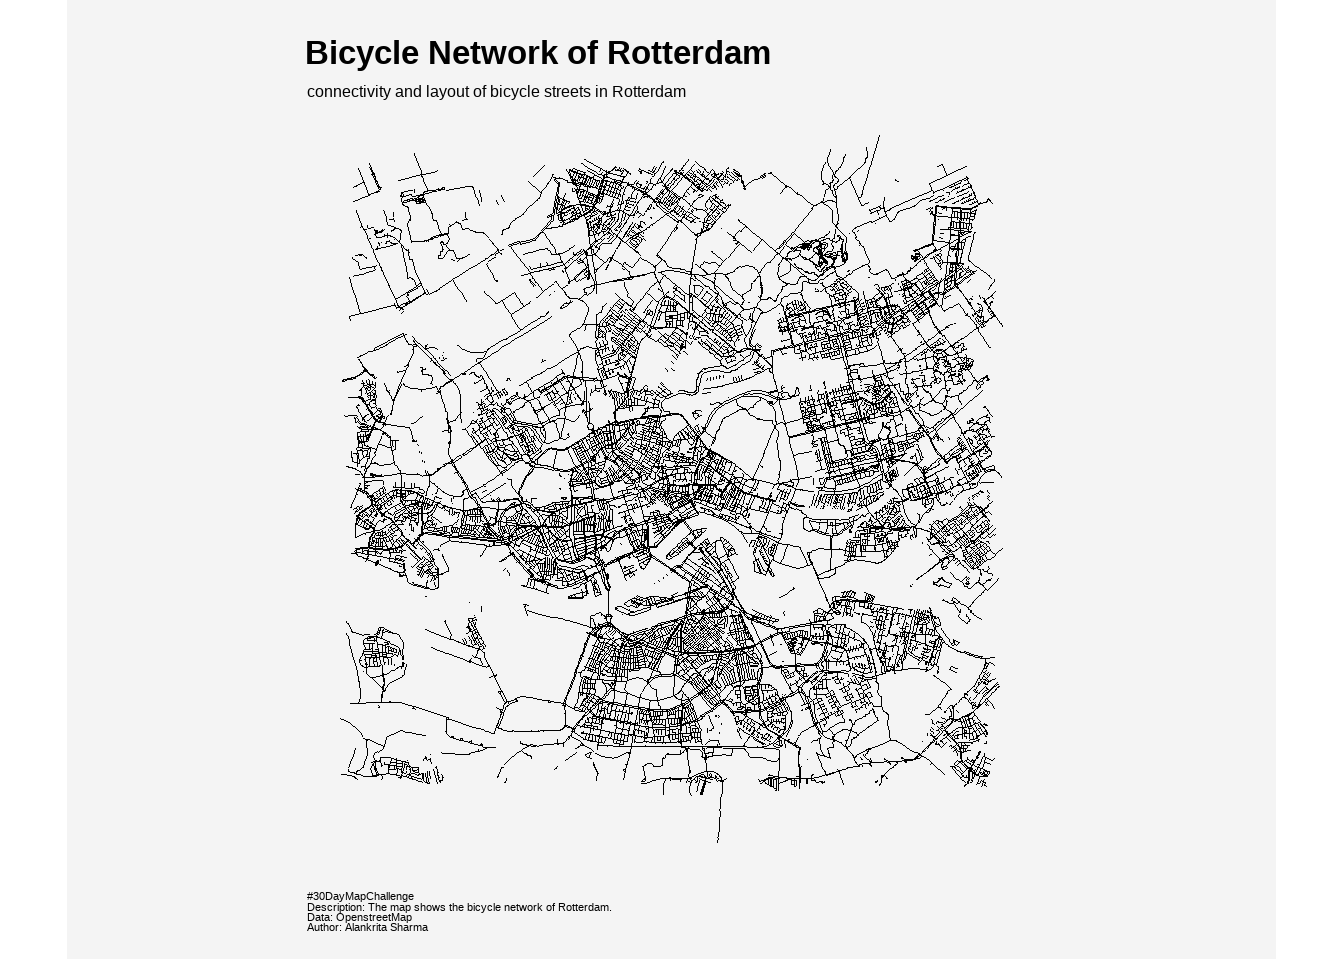 Bicycle Network of Rotterdam
connectivity and layout of bicycle streets in Rotterdam
#30DayMapChallenge
Description: The map shows the bicycle network of Rotterdam.
Data: OpenstreetMap
Author: Alankrita Sharma